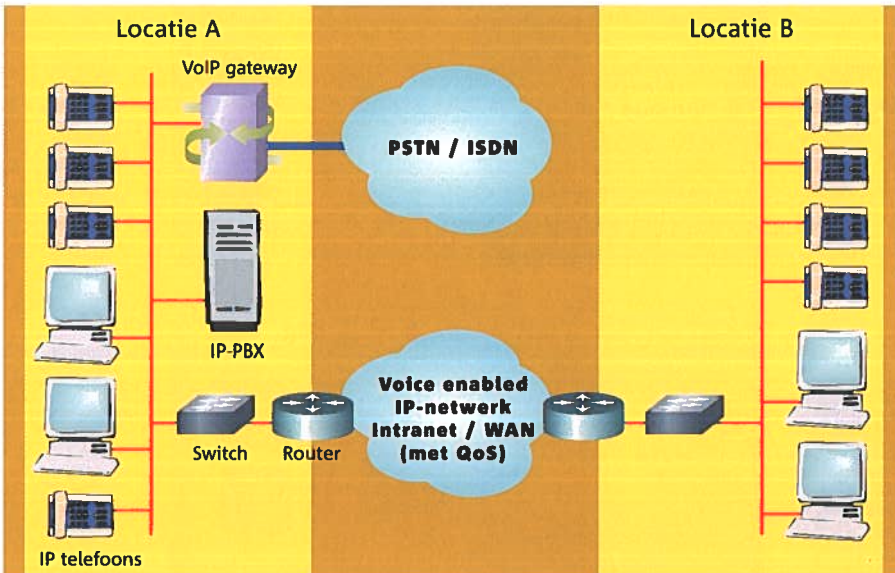 Locatie A
Locatie B
VoIP gateway
PSTN / ISDN
IP-PBX
Voice enabled
IP-netwerk
Intranet / WAN
(met QoS)
Switch
Router
IP telefoons